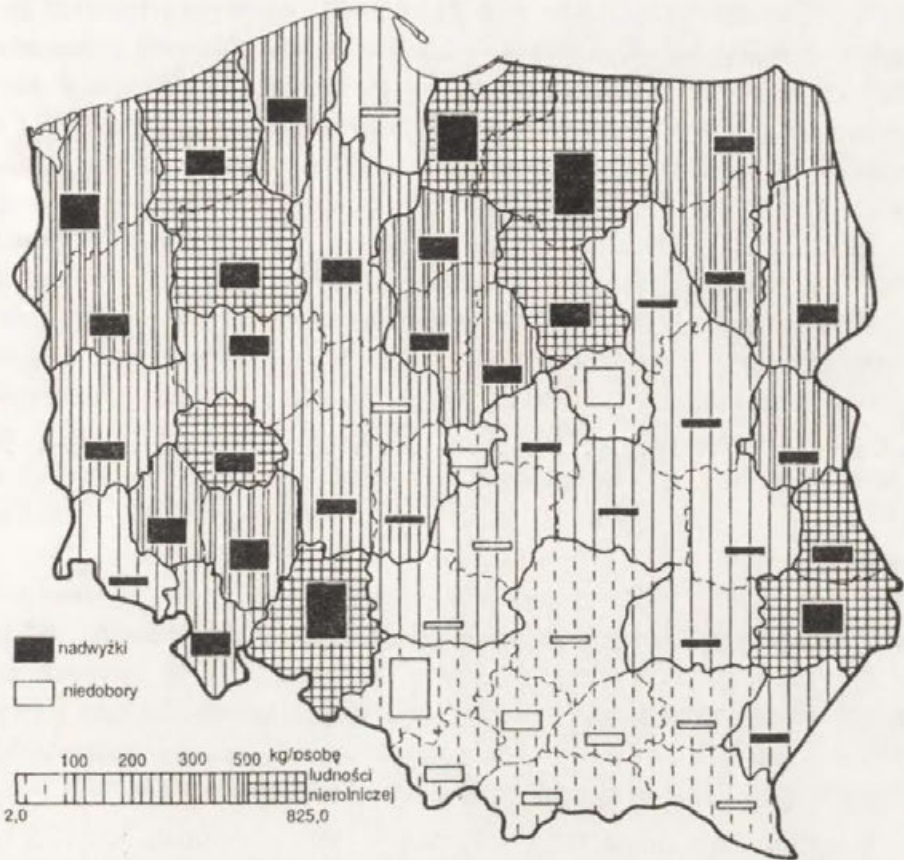 nadwyżki
niedobory
100 200 300 500 kg/osobę
ludności
nierolniczej
2,0 825,0